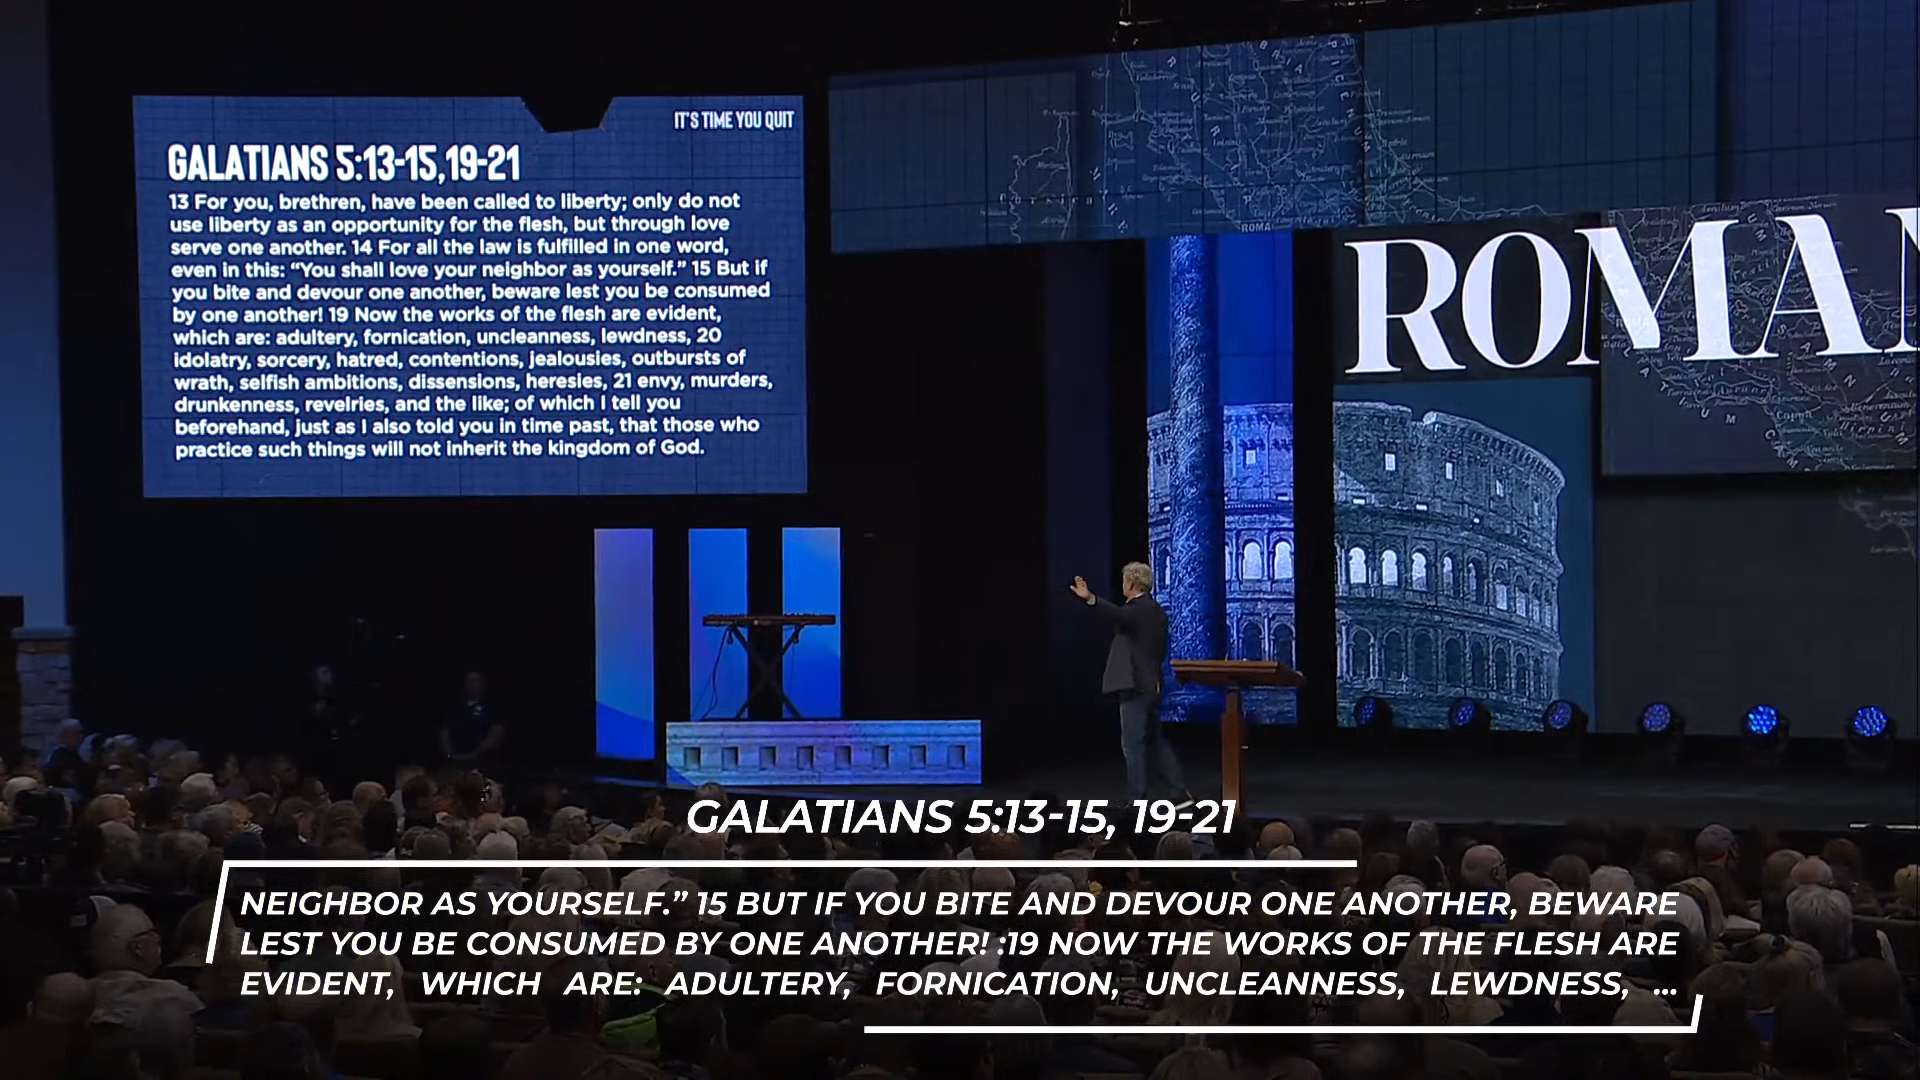 IT'S TIME YOU QUIT
GALATIANS 5:13-15,19-21
13 For you, brethren, have been called to liberty; only do not
use liberty as an opportunity for the flesh, but through love
serve one another. 14 For all the law is fulfilled in one word,
even in this: “You shall love your neighbor as yourself.” 15 But if
you bite and devour one another, beware lest you be consumed
by one another! 19 Now the works of the flesh are evident,
which are: adultery, fornication, uncleanness, lewdness, 20
idolatry, sorcery, hatred, contentions, jealousies, outbursts of
wrath, selfish ambitions, dissensions, heresies, 21 envy, murders,
drunkenness, revelries, and the like; of which I tell you
beforehand, just as I also told you in time past, that those who
practice such things will not inherit the kingdom of God.
ROMA
ROMAN
GALATIANS 5:13-15, 19-21
NEIGHBOR AS YOURSELF.” 15 BUT IF YOU BITE AND DEVOUR ONE ANOTHER, BEWARE
LEST YOU BE CONSUMED BY ONE ANOTHER! :19 NOW THE WORKS OF THE FLESH ARE
EVIDENT, WHICH ARE: ADULTERY, FORNICATION, UNCLEANNESS, LEWDNESS, ...